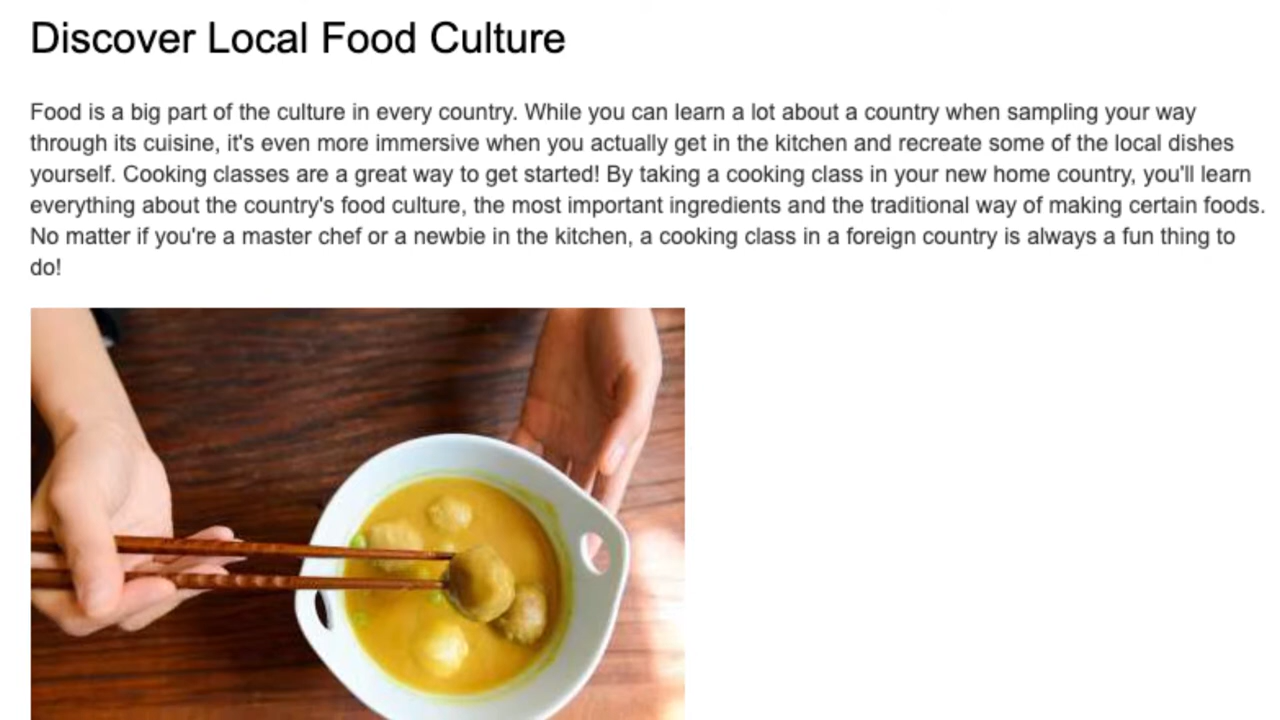 Discover Local Food Culture
Food is a big part of the culture in every country. While you can learn a lot about a country when sampling your way
through its cuisine, it's even more immersive when you actually get in the kitchen and recreate some of the local dishes
yourself. Cooking classes are a great way to get started! By taking a cooking class in your new home country, you'll learn
everything about the country's food culture, the most important ingredients and the traditional way of making certain foods.
No matter if you're a master chef or a newbie in the kitchen, a cooking class in a foreign country is always a fun thing to
do!